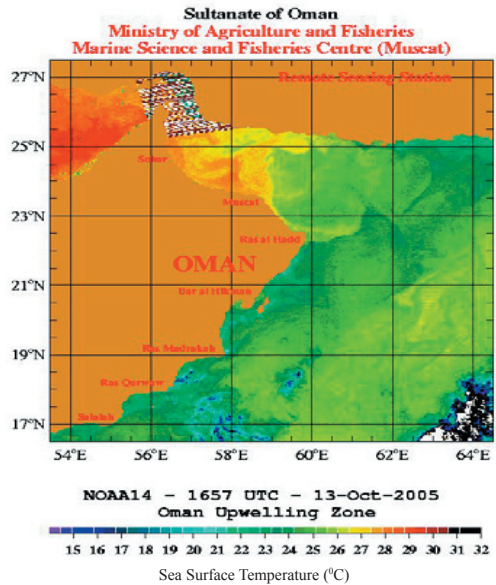 Sultanate of Oman
Ministry of Agriculture and Fisheries
Marine Science and Fisheries Centre (Muscat)
27°N
Remote Sensing Station
25°N
Sohar
Muscat
23°N
Ras al Hadd
OMAN
21°N
Bar al Hikman
19°N
Ras Madrakah
Ras Qarwaw
Salalah
17°N
54°E 56°E 58°E 60°E 62°E 64°E
NOAA14 - 1657 UTC - 13-Oct-2005
Oman Upwelling Zone
15 16 17 18 19 20 21 22 23 24 25 26 27 28 29 30 31 32
Sea Surface Temperature (⁰C)